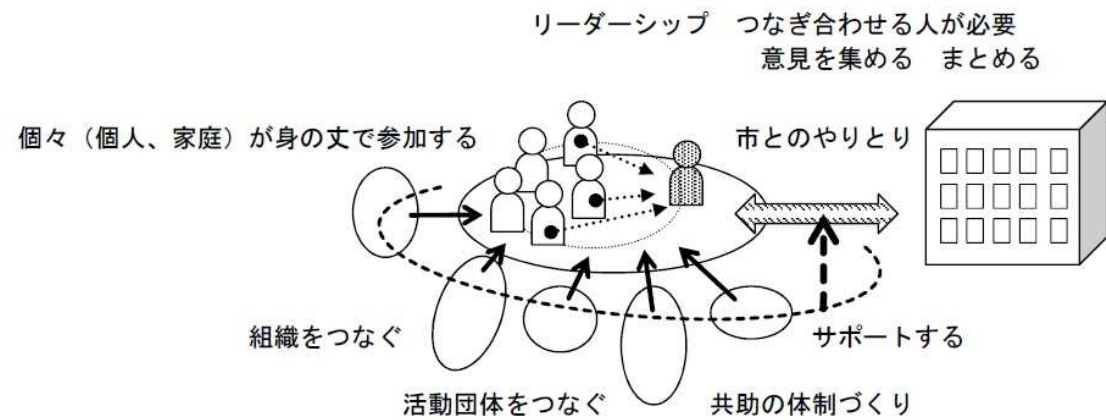 リーダーシップ　つなぎ合わせる人が必要
意見を集める　まとめる
個々（個人、家庭）が身の丈で参加する
市とのやりとり
組織をつなぐ
サポートする
活動団体をつなぐ
共助の体制づくり